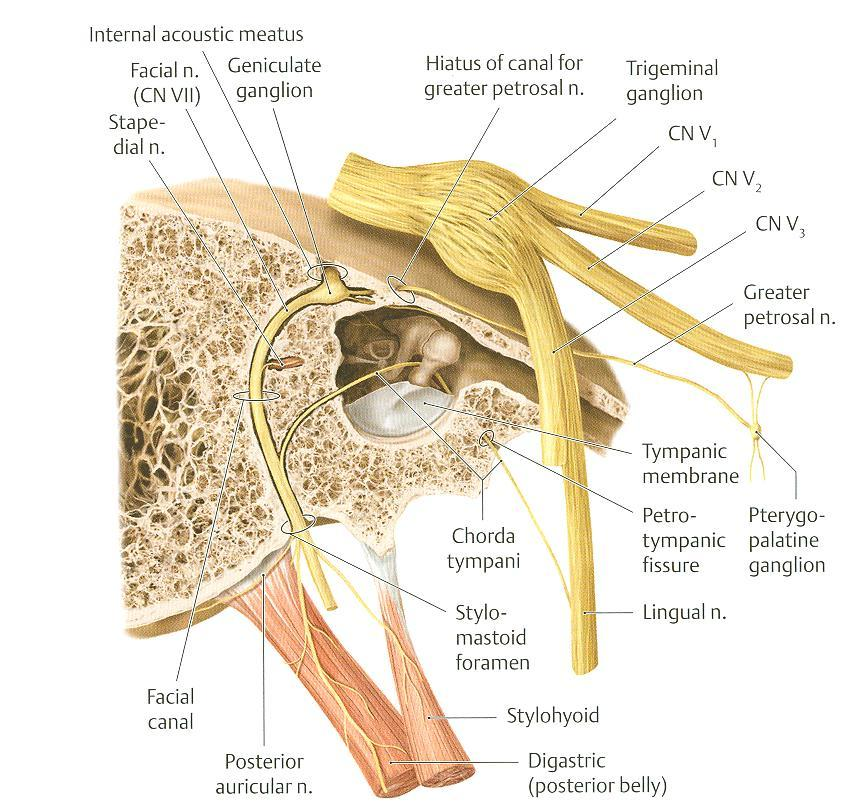 Internal acoustic meatus
Facial n.
(CN VII)
Geniculate
ganglion
Hiatus of canal for
greater petrosal n.
Trigeminal
ganglion
Stape-
dial n.
CN V1
CN V2
CN V3
Greater
petrosal n.
Tympanic
membrane
Petro-
tympanic
fissure
Pterygo-
palatine
ganglion
Chorda
tympani
Stylo-
mastoid
foramen
Lingual n.
Facial
canal
Stylohyoid
Posterior
auricular n.
Digastric
(posterior belly)